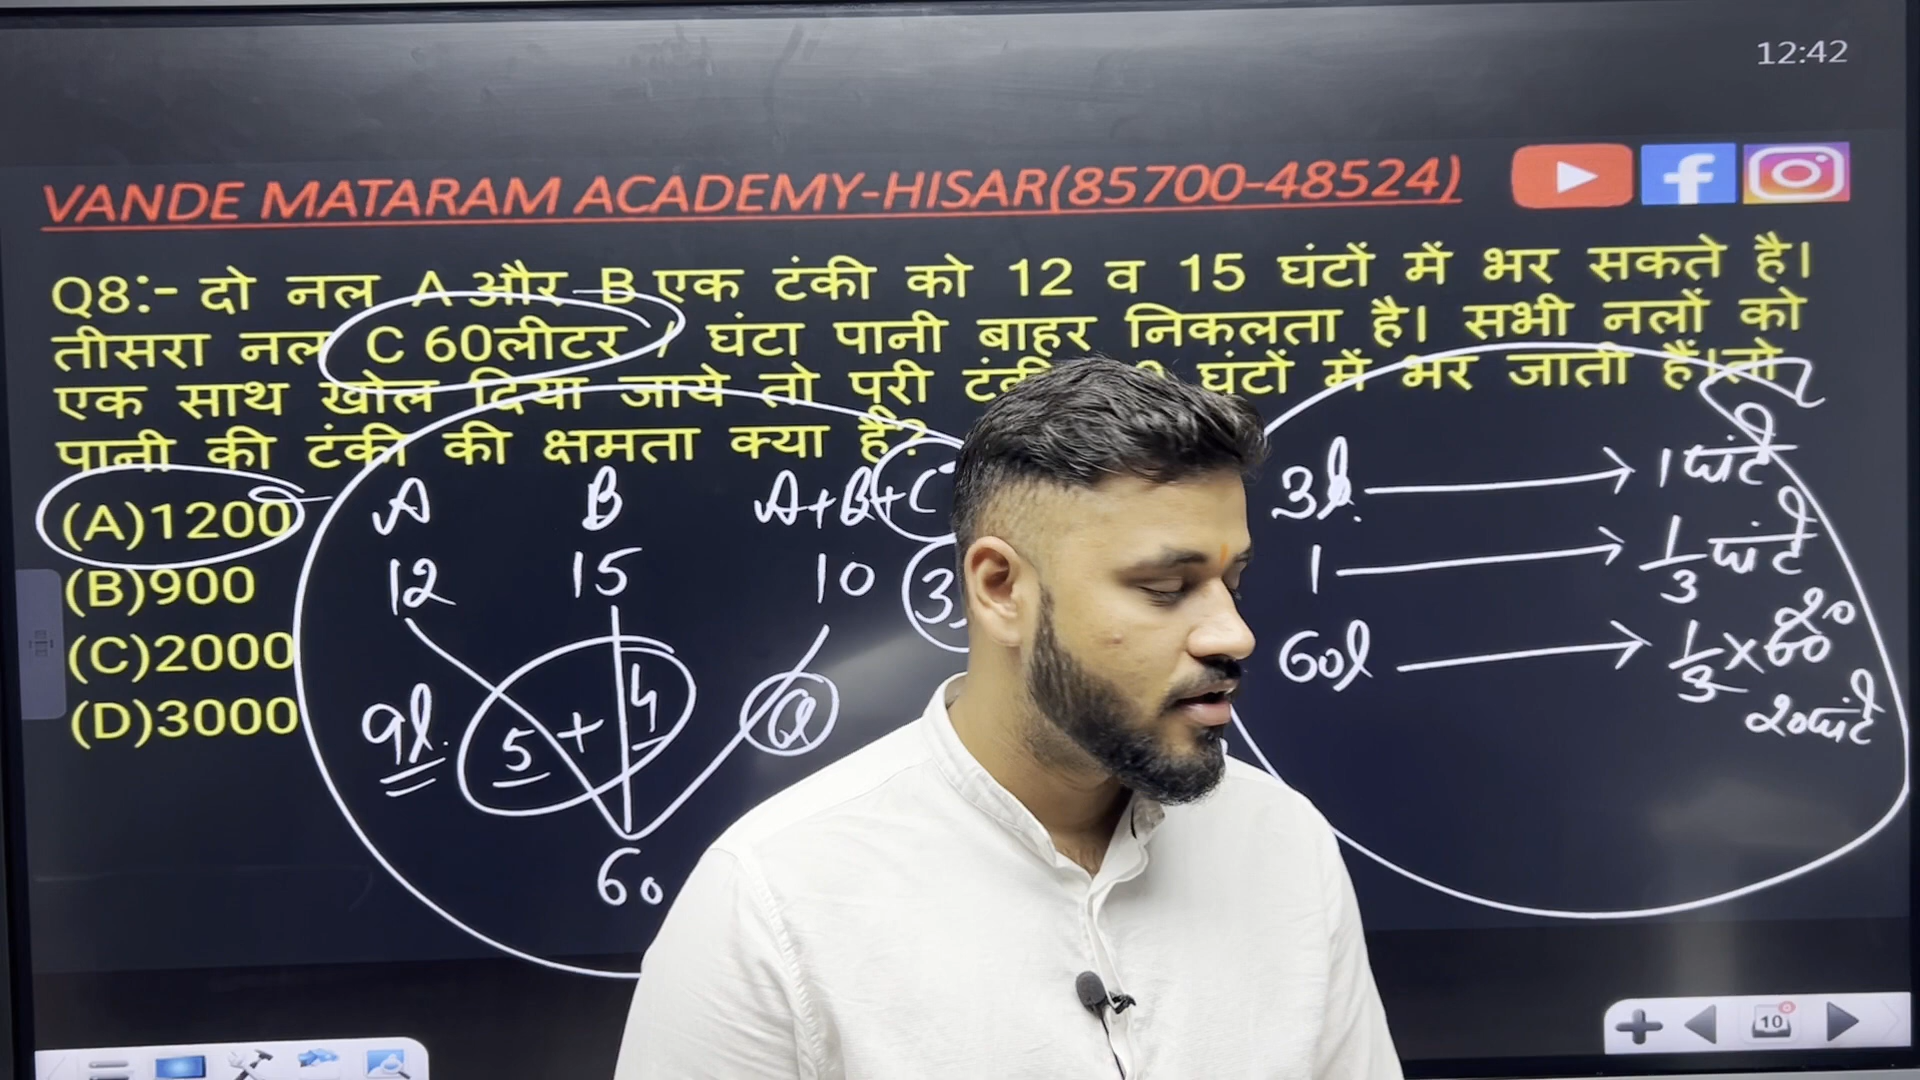 12:42
VANDE MATARAM ACADEMY-HISAR(85700-48524)
Q8:- दो नल A और B एक टंकी को 12 व 15 घंटों में भर सकते है।
तीसरा नल C 60लीटर / घंटा पानी बाहर निकलता है। सभी नलों को
एक साथ खोल दिया जाये तो पूरी घंटों में भर जाती हैं।तो
पानी की टंकी की क्षमता क्या है?
(A)1200
(B)900
(C)2000
(D)3000
A B A+B+C
12 15 10 3
9l. 5 + 4
60
3l. → 1 घंटे
1 → 1/3 घंटे
60l → 1/3 × 60 20
20घंटे
10